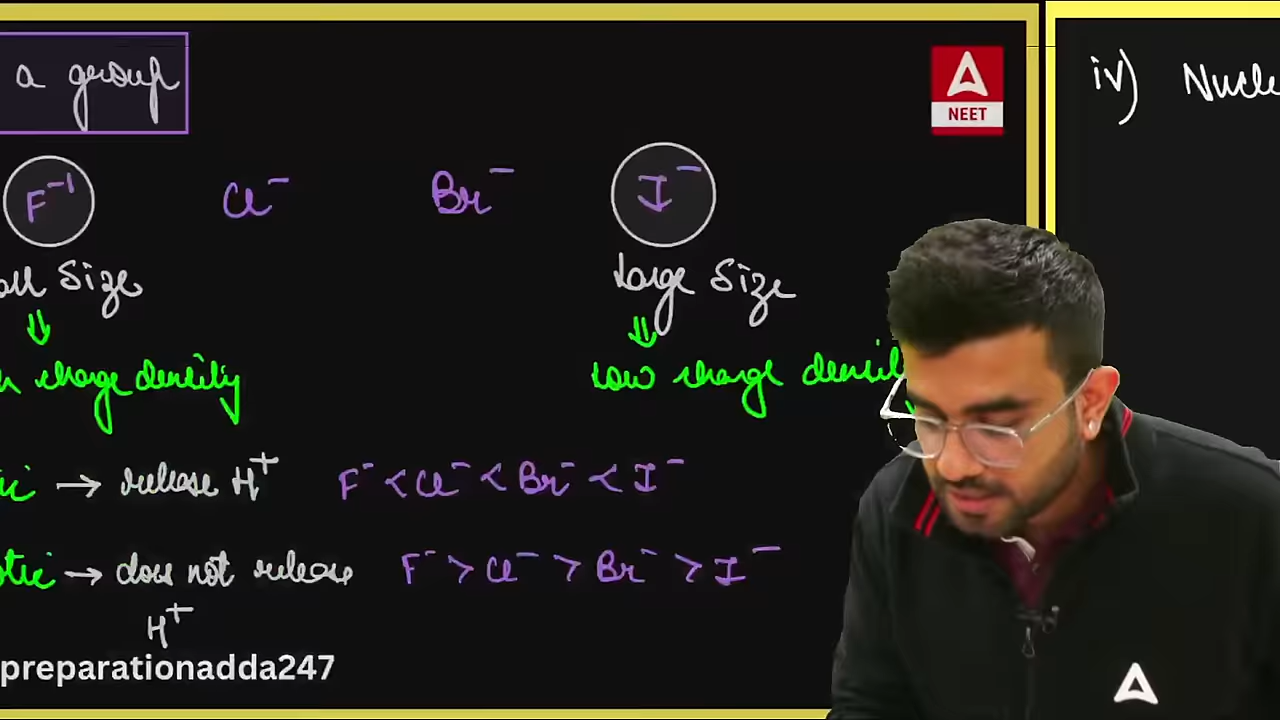 a group
NEET
iv) Nucle
F⁻¹ Cl⁻ Br⁻ I⁻
Size Large Size
⇓ ⇓
charge density Low charge densi
→ release H⁺ F⁻ < Cl⁻ < Br⁻ < I⁻
→ does not release F⁻ > Cl⁻ > Br⁻ > I⁻
H⁺
preparationadda247